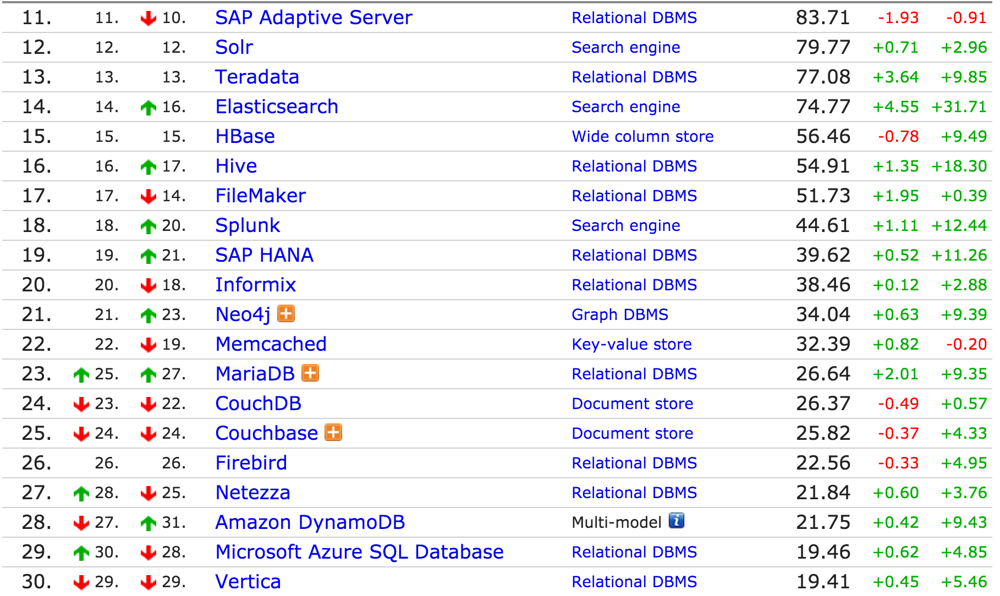 11. 11. 10. SAP Adaptive Server Relational DBMS 83.71 -1.93 -0.91
12. 12. 12. Solr Search engine 79.77 +0.71 +2.96
13. 13. 13. Teradata Relational DBMS 77.08 +3.64 +9.85
14. 14. 16. Elasticsearch Search engine 74.77 +4.55 +31.71
15. 15. 15. HBase Wide column store 56.46 -0.78 +9.49
16. 16. 17. Hive Relational DBMS 54.91 +1.35 +18.30
17. 17. 14. FileMaker Relational DBMS 51.73 +1.95 +0.39
18. 18. 20. Splunk Search engine 44.61 +1.11 +12.44
19. 19. 21. SAP HANA Relational DBMS 39.62 +0.52 +11.26
20. 20. 18. Informix Relational DBMS 38.46 +0.12 +2.88
21. 21. 23. Neo4j Graph DBMS 34.04 +0.63 +9.39
22. 22. 19. Memcached Key-value store 32.39 +0.82 -0.20
23. 25. 27. MariaDB Relational DBMS 26.64 +2.01 +9.35
24. 23. 22. CouchDB Document store 26.37 -0.49 +0.57
25. 24. 24. Couchbase Document store 25.82 -0.37 +4.33
26. 26. 26. Firebird Relational DBMS 22.56 -0.33 +4.95
27. 28. 25. Netezza Relational DBMS 21.84 +0.60 +3.76
28. 27. 31. Amazon DynamoDB Multi-model 21.75 +0.42 +9.43
29. 30. 28. Microsoft Azure SQL Database Relational DBMS 19.46 +0.62 +4.85
30. 29. 29. Vertica Relational DBMS 19.41 +0.45 +5.46